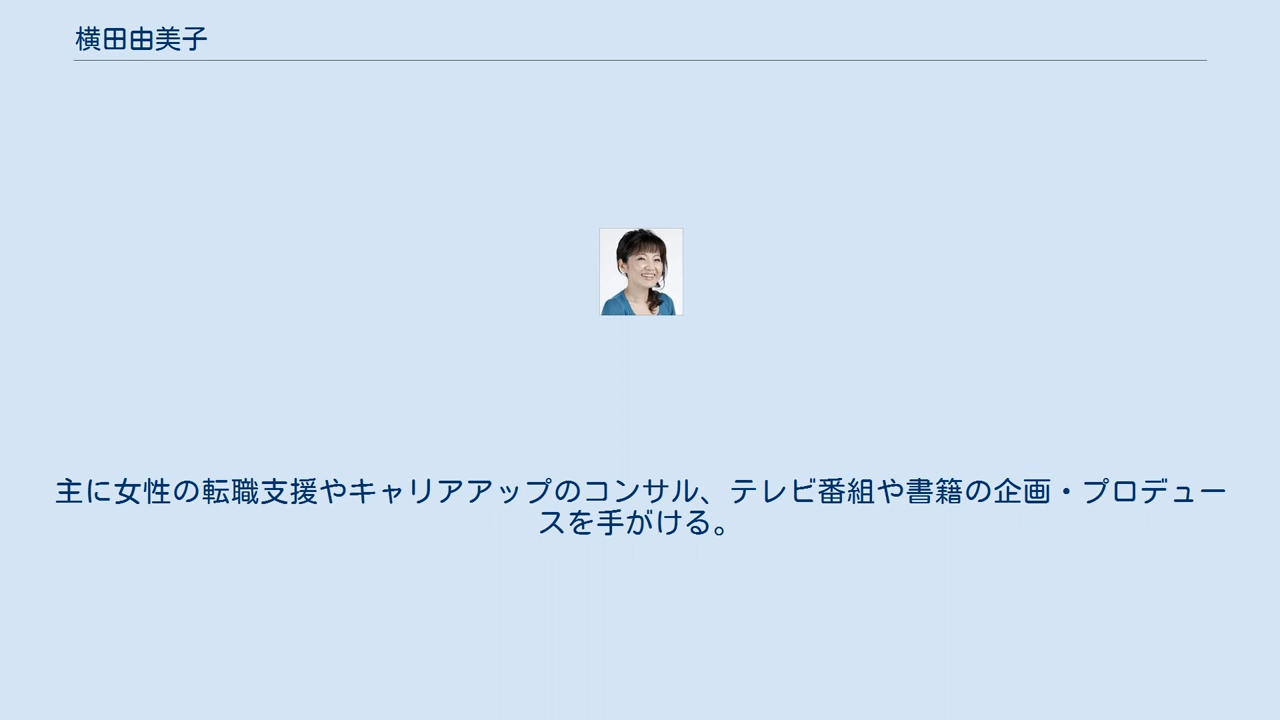 横田由美子
主に女性の転職支援やキャリアアップのコンサル、テレビ番組や書籍の企画・プロデュー
スを手がける。